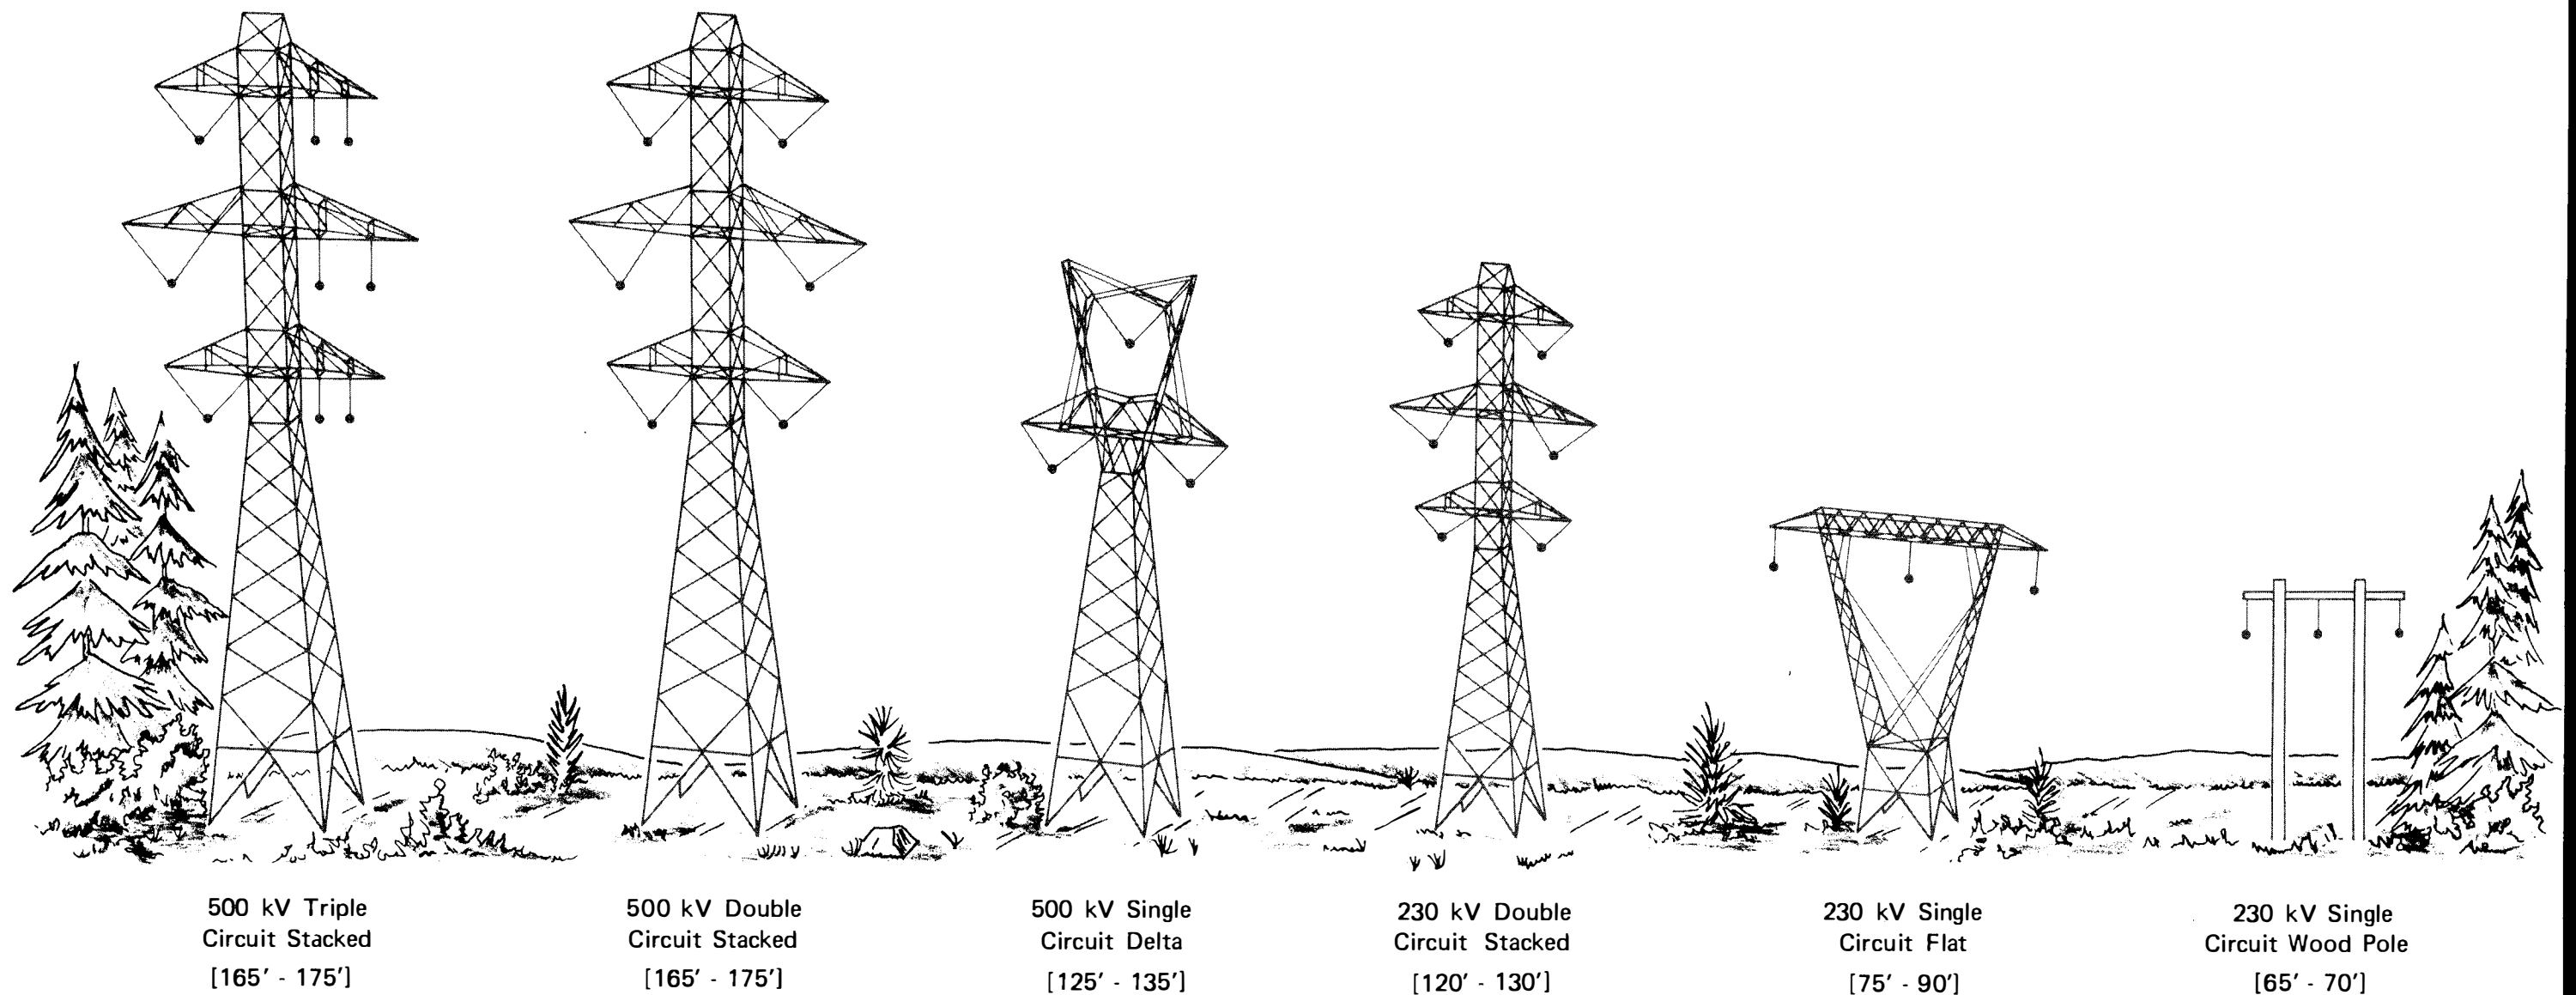 500 kV Triple
Circuit Stacked
[165' - 175']
500 kV Double
Circuit Stacked
[165' - 175']
500 kV Single
Circuit Delta
[125' - 135']
230 kV Double
Circuit Stacked
[120' - 130']
230 kV Single
Circuit Flat
[75' - 90']
230 kV Single
Circuit Wood Pole
[65' - 70']